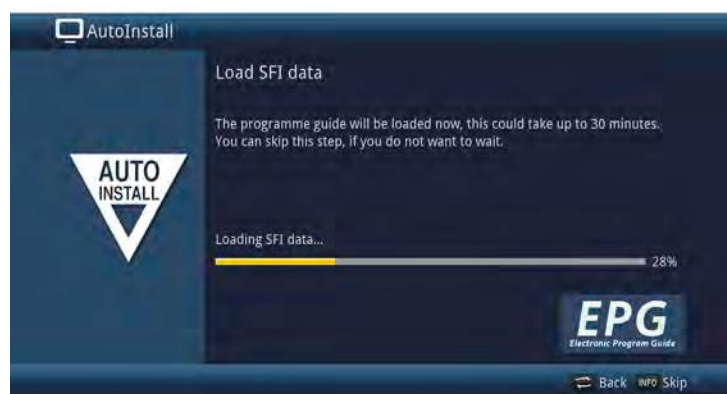 AutoInstall
Load SFI data
The programme guide will be loaded now, this could take up to 30 minutes.
You can skip this step, if you do not want to wait.
AUTO
INSTALL
Loading SFI data...
28%
EPG
Electronic Program Guide
Back INFO Skip